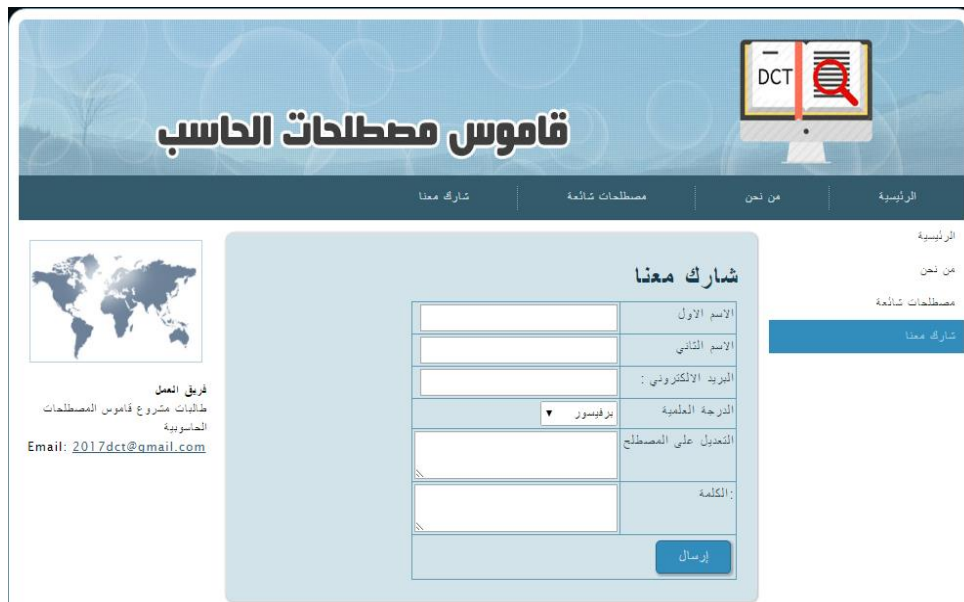 DCT
قاموس مصطلحات الحاسب
الرئيسية
من نحن
مصطلحات شائعة
شارك معنا
الرئيسية
من نحن
مصطلحات شائعة
شارك معنا
شارك معنا
الاسم الاول
الاسم الثاني
البريد الالكتروني :
الدرجة العلمية
برفيسور
التعديل على المصطلح
:الكلمة
إرسال
فريق العمل
طالبات مشروع قاموس المصطلحات
الحاسوبية
Email: 2017dct@gmail.com